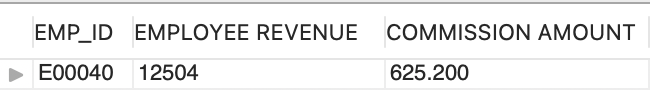 EMP_ID EMPLOYEE REVENUE COMMISSION AMOUNT
E00040 12504 625.200